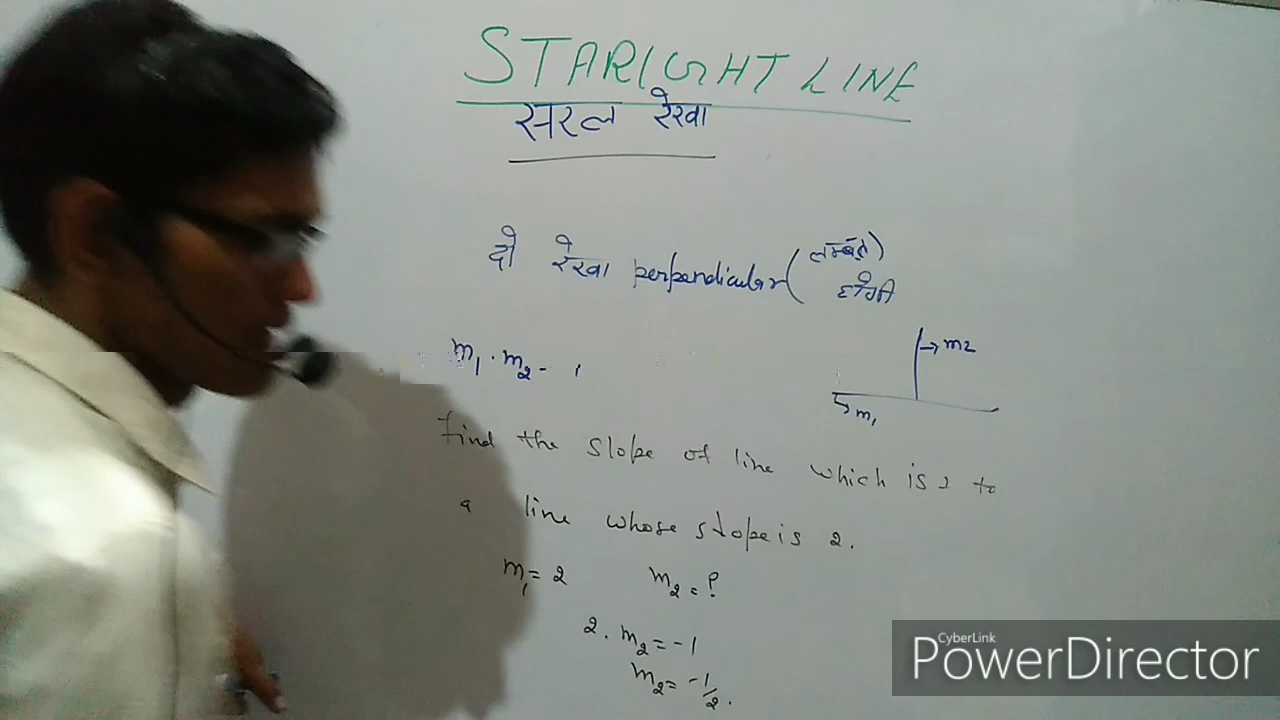 STARIGHT LINE
सरल रेखा
दो रेखा perpendicular (लम्बवत)
होगी
m₁ · m₂ = - 1
→ m2
m₁
find the slope of line which is ⊥ to
a line whose slope is 2.
m₁ = 2 m₂ = ?
2 . m₂ = -1
m₂ = -1/2.
CyberLink
PowerDirector